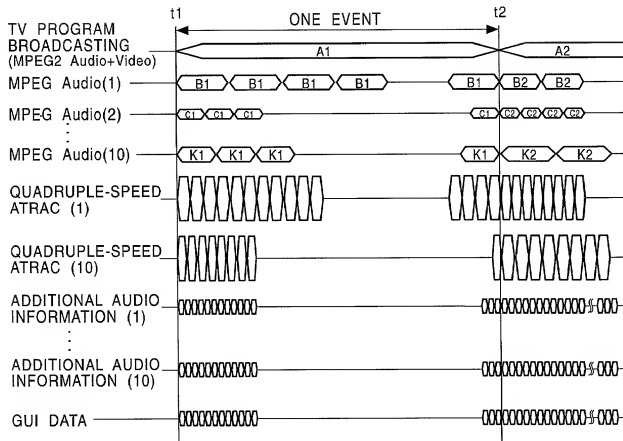 t1 ONE EVENT t2
TV PROGRAM
BROADCASTING
(MPEG2 Audio+Video)
A1 A2
MPEG Audio(1) B1 B1 B1 B1 B1 B2 B2
MPEG Audio(2) C1 C1 C1 C1 C2 C2 C2 C2
MPEG Audio(10) K1 K1 K1 K1 K2 K2
QUADRUPLE-SPEED
ATRAC (1)
QUADRUPLE-SPEED
ATRAC (10)
ADDITIONAL AUDIO
INFORMATION (1)
ADDITIONAL AUDIO
INFORMATION (10)
GUI DATA